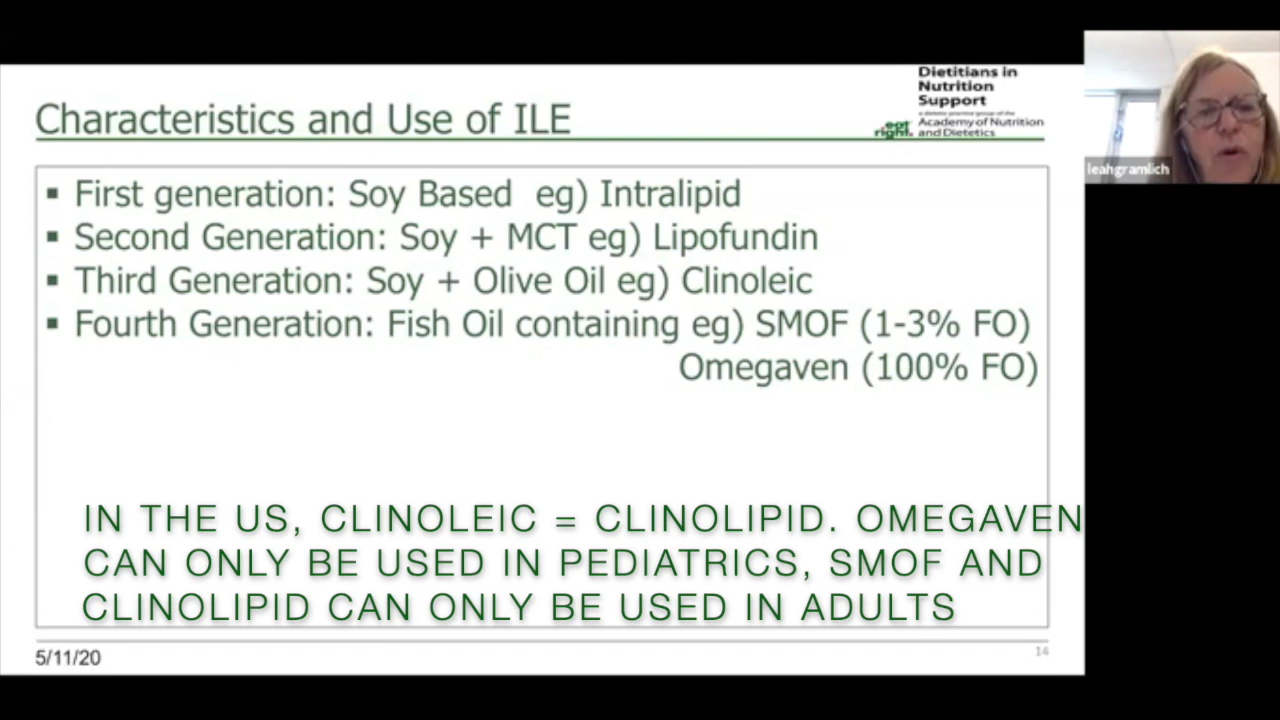 Dietitians in
Nutrition
Support
a dietetic practice group of the
eat right. Academy of Nutrition
and Dietetics
Characteristics and Use of ILE
leahgramlich
▪ First generation: Soy Based eg) Intralipid
▪ Second Generation: Soy + MCT eg) Lipofundin
▪ Third Generation: Soy + Olive Oil eg) Clinoleic
▪ Fourth Generation: Fish Oil containing eg) SMOF (1-3% FO)
Omegaven (100% FO)
IN THE US, CLINOLEIC = CLINOLIPID. OMEGAVEN
CAN ONLY BE USED IN PEDIATRICS, SMOF AND
CLINOLIPID CAN ONLY BE USED IN ADULTS
5/11/20
14